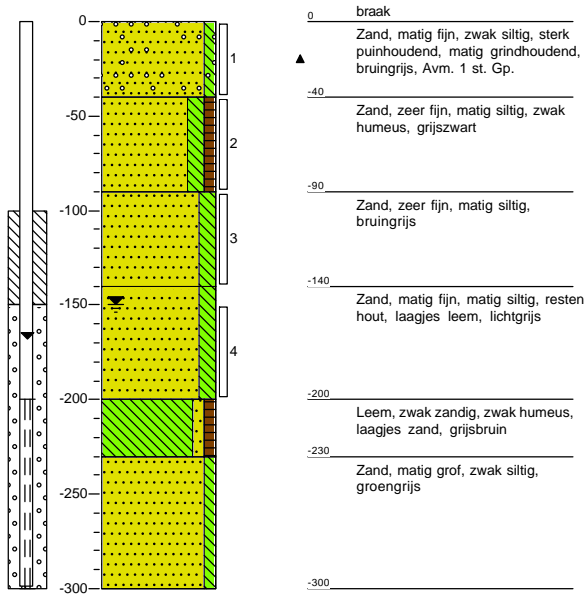 0
-50
-100
-150
-200
-250
-300
1
2
3
4
0
braak
Zand, matig fijn, zwak siltig, sterk
puinhoudend, matig grindhoudend,
bruingrijs, Avm. 1 st. Gp.
-40
Zand, zeer fijn, matig siltig, zwak
humeus, grijszwart
-90
Zand, zeer fijn, matig siltig,
bruingrijs
-140
Zand, matig fijn, matig siltig, resten
hout, laagjes leem, lichtgrijs
-200
Leem, zwak zandig, zwak humeus,
laagjes zand, grijsbruin
-230
Zand, matig grof, zwak siltig,
groengrijs
-300